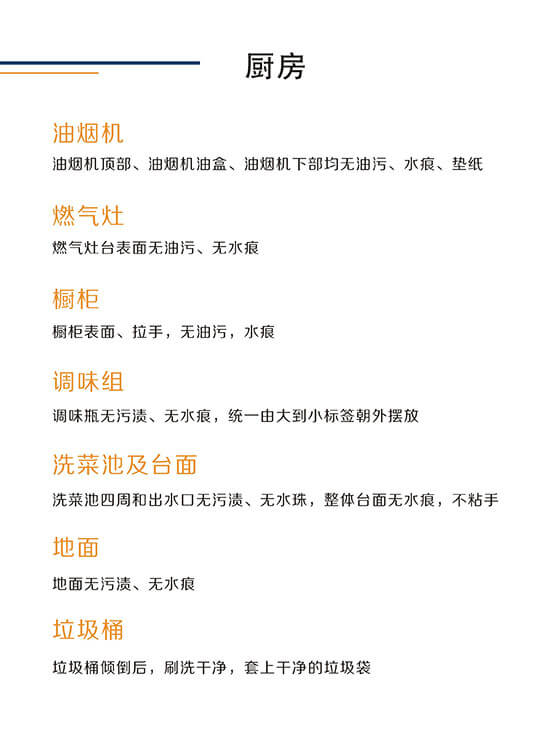 厨房
油烟机
油烟机顶部、油烟机油盒、油烟机下部均无油污、水痕、垫纸
燃气灶
燃气灶台表面无油污、无水痕
橱柜
橱柜表面、拉手，无油污，水痕
调味组
调味瓶无污渍、无水痕，统一由大到小标签朝外摆放
洗菜池及台面
洗菜池四周和出水口无污渍、无水珠，整体台面无水痕，不粘手
地面
地面无污渍、无水痕
垃圾桶
垃圾桶倾倒后，刷洗干净，套上干净的垃圾袋